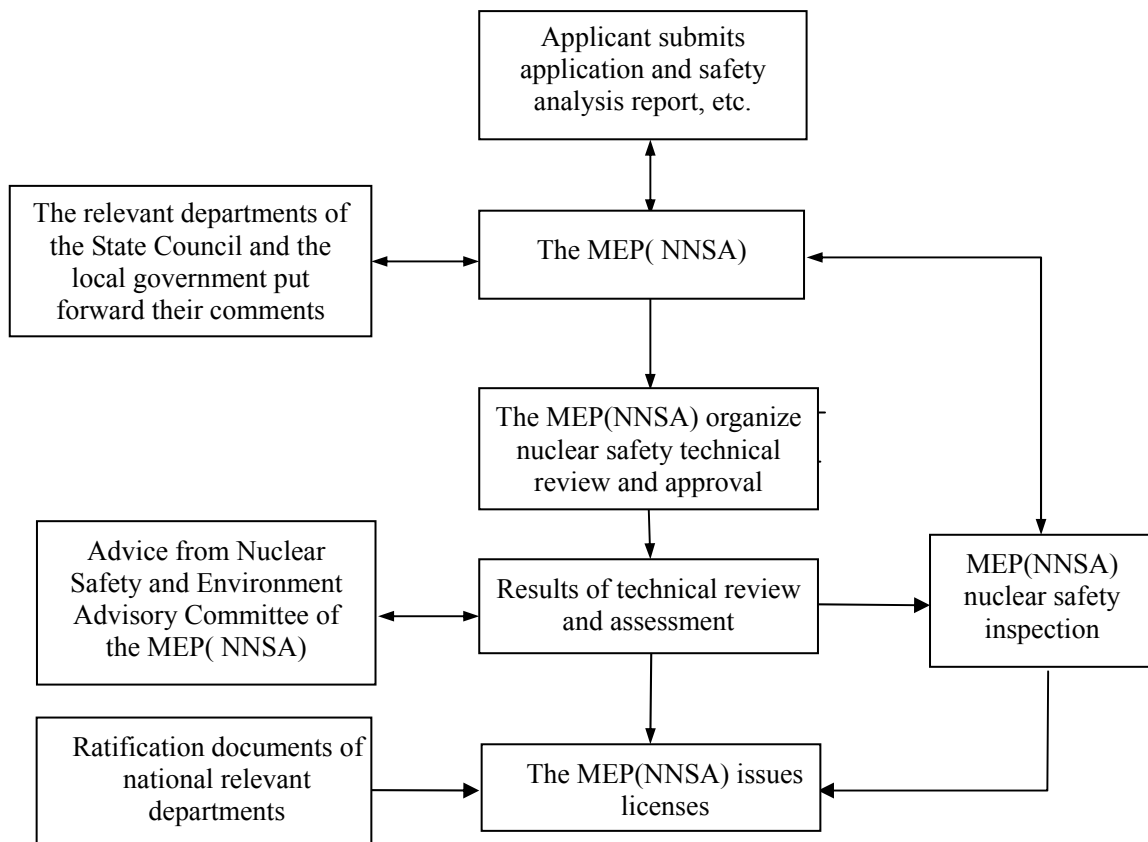 Applicant submits
application and safety
analysis report, etc.
The relevant departments of
the State Council and the
local government put
forward their comments
The MEP( NNSA)
The MEP(NNSA) organize
nuclear safety technical
review and approval
Advice from Nuclear
Safety and Environment
Advisory Committee of
the MEP( NNSA)
Results of technical review
and assessment
MEP(NNSA)
nuclear safety
inspection
Ratification documents of
national relevant
departments
The MEP(NNSA) issues
licenses